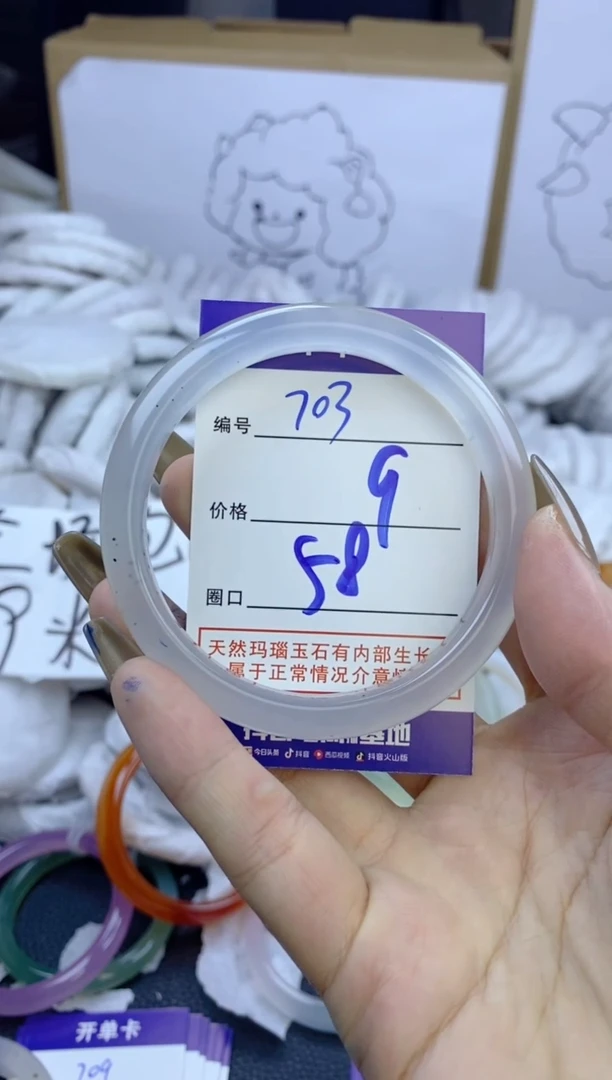 编号 703
价格 9
圈口 58
天然玛瑙玉石有内部生长
属于正常情况介意
今日头条 抖音 西瓜视频 抖音火山版
开单卡
709